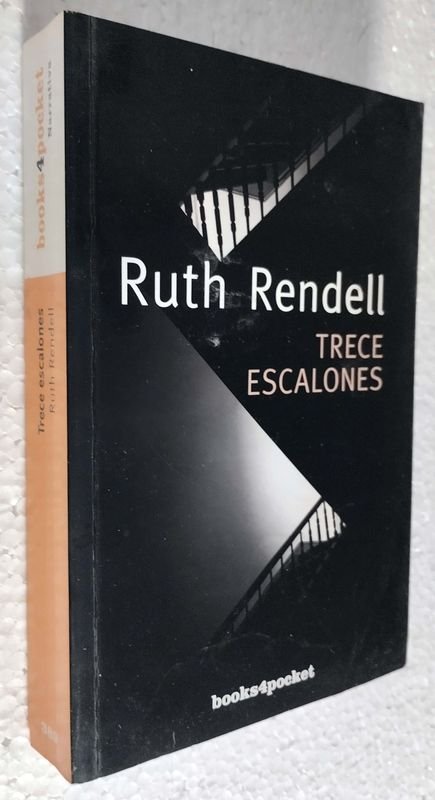 Ruth Rendell
TRECE
ESCALONES
books4pocket
books4pocket
Narrativa
Trece escalones
Ruth Rendell